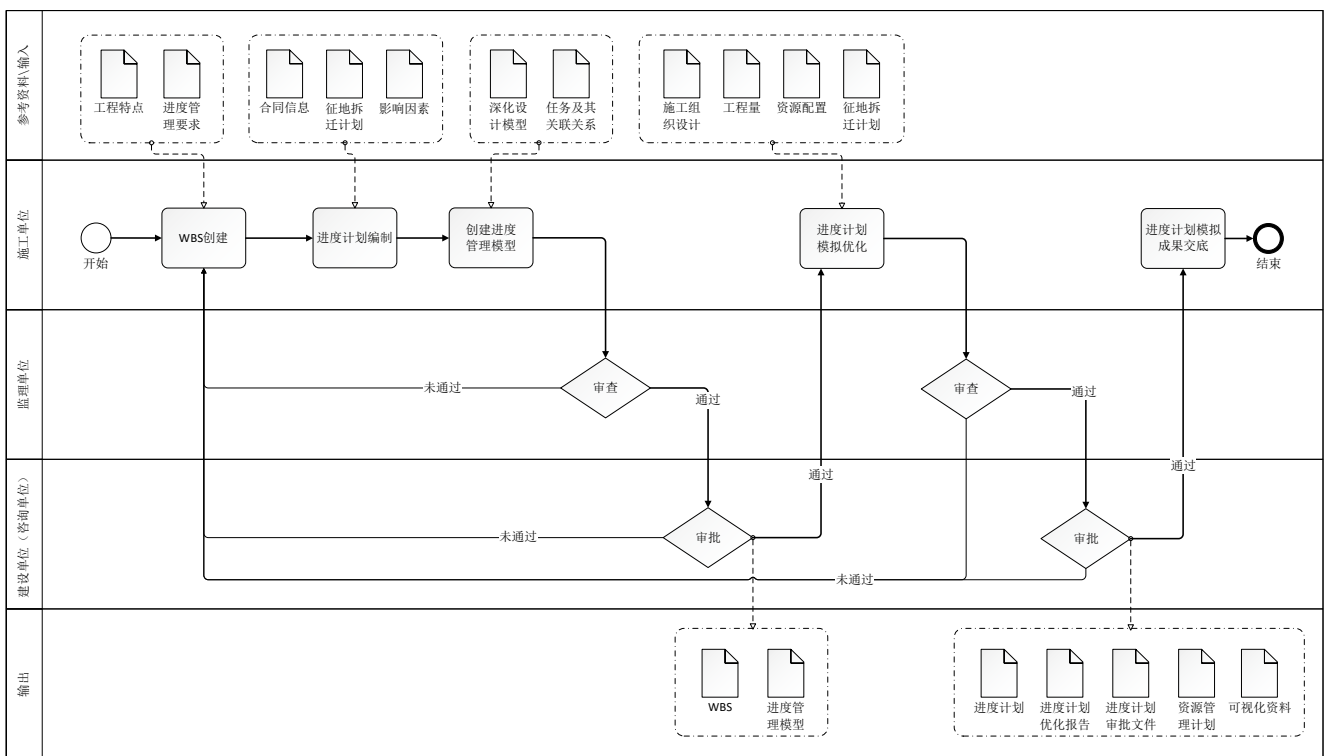 参考资料\输入
工程特点
进度管
理要求
合同信息
征地拆
迁计划
影响因素
深化设
计模型
任务及其
关联关系
施工组
织设计
工程量
资源配置
征地拆
迁计划
施工单位
开始
WBS创建
进度计划编制
创建进度
管理模型
进度计划
模拟优化
进度计划模拟
成果交底
结束
监理单位
未通过
审查
通过
审查
通过
建设单位（咨询单位）
未通过
审批
通过
审批
通过
未通过
输出
WBS
进度管
理模型
进度计划
进度计划
优化报告
进度计划
审批文件
资源管
理计划
可视化资料